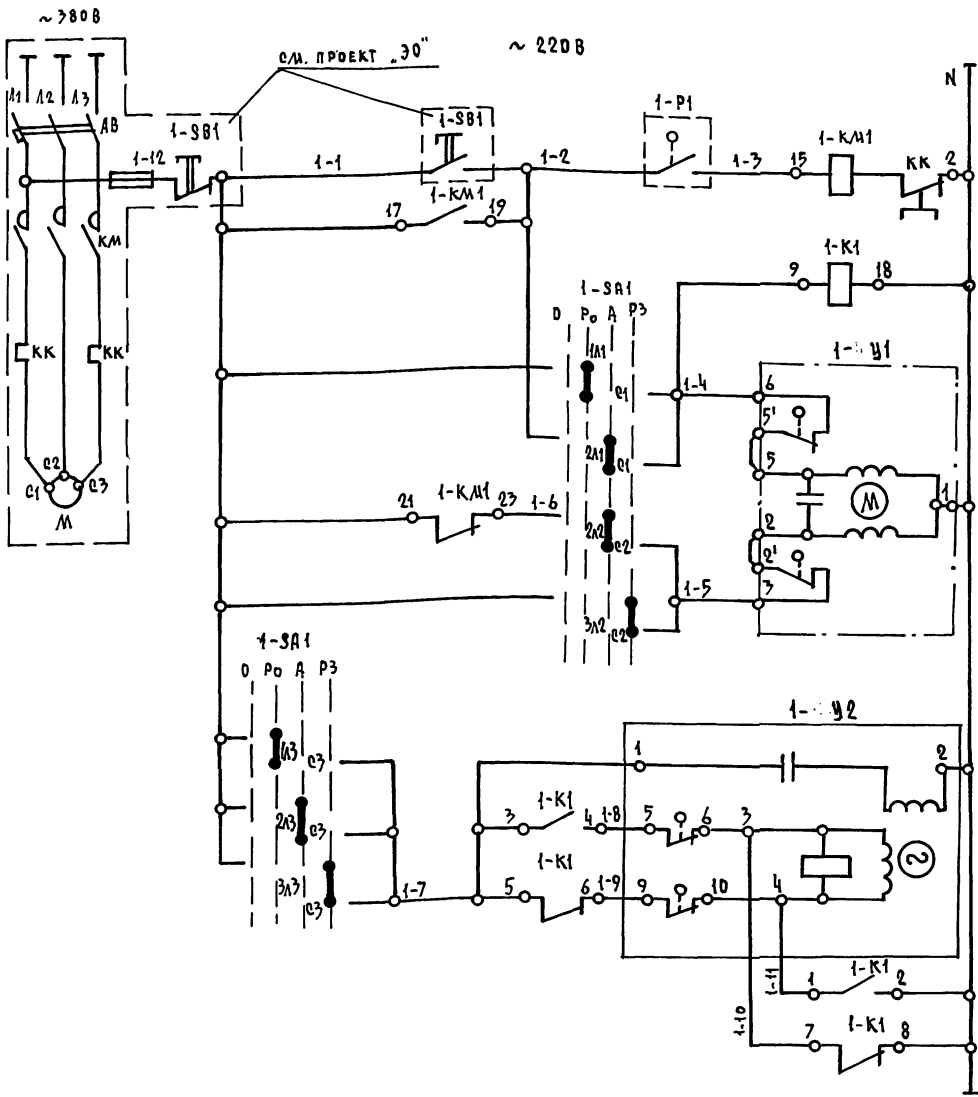 ~380В
см. проект „ЭО"
~220В
N
Л1 Л2 Л3
АВ
1-SB1
1-12
1-1
1-SB1
1-2
1-Р1
1-3
15
1-КМ1
КК
2
КМ
17
1-КМ1
19
9
1-К1
18
КК
КК
1-SA1
О Ро А РЗ
1л1
С1
1-4
2л1
С1
6
5'
5
М
1
2
2'
3
С1
С2
С3
М
21
1-КМ1
23
1-6
2л2
С2
3л2
С2
1-5
1-SA1
О Ро А РЗ
1л3
С3
2л3
С3
3л3
С3
1-7
1
2
3
1-К1
4
1-8
5
6
3
5
1-К1
6
1-9
9
10
4
1-11
1
1-К1
2
1-10
7
1-К1
8